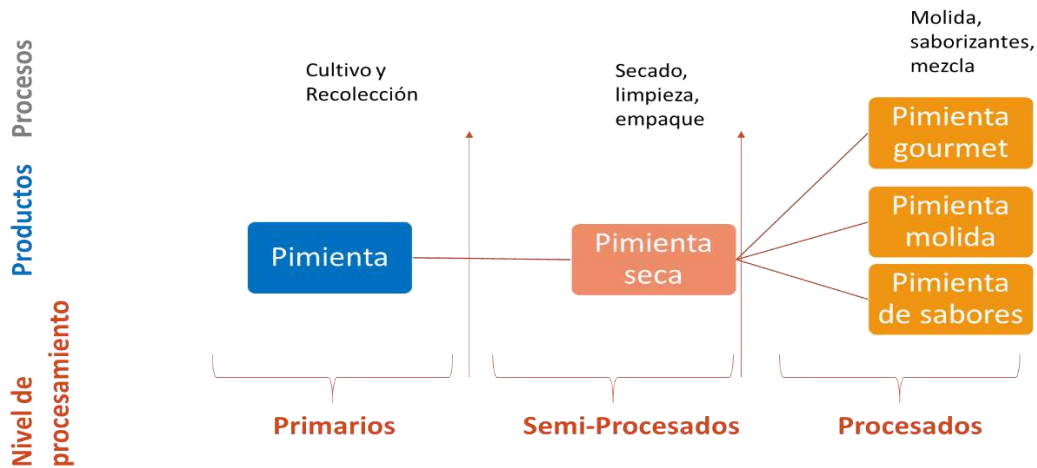 Procesos
Cultivo y
Recolección
Secado,
limpieza,
empaque
Molida,
saborizantes,
mezcla
Productos
Pimienta
Pimienta
seca
Pimienta
gourmet
Pimienta
molida
Pimienta
de sabores
Nivel de
procesamiento
Primarios
Semi-Procesados
Procesados